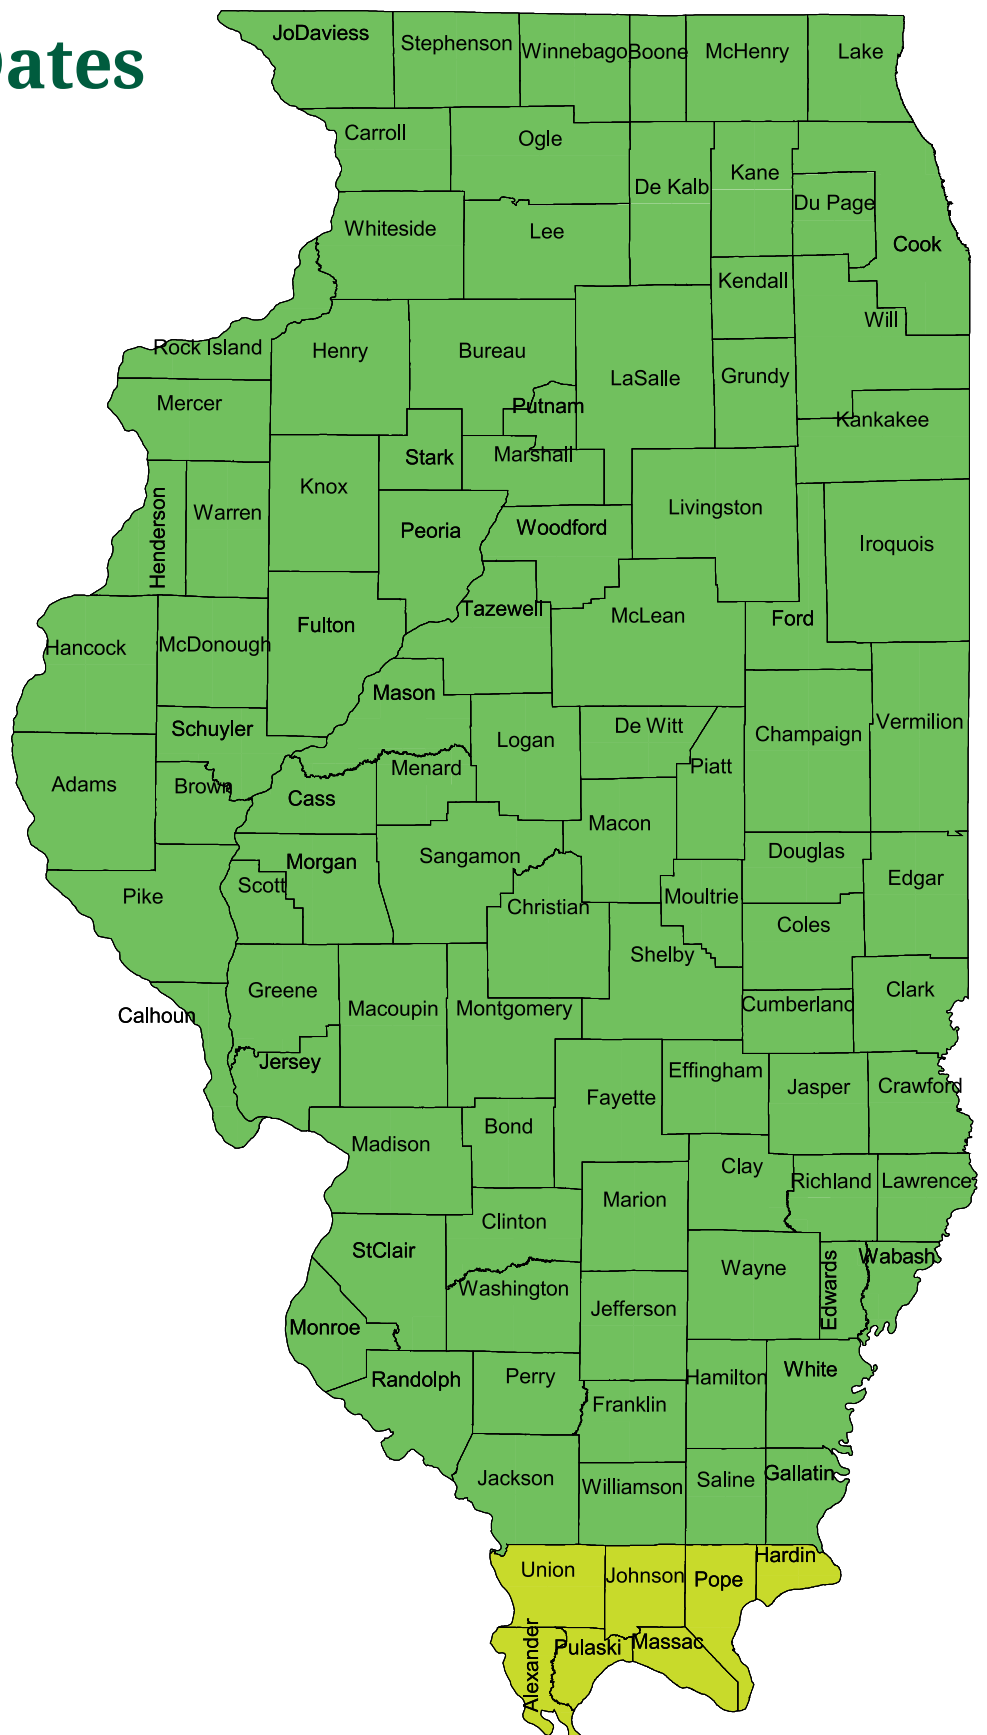 ates
JoDaviess
Stephenson
Winnebago
Boone
McHenry
Lake
Carroll
Ogle
De Kalb
Kane
Du Page
Cook
Whiteside
Lee
Kendall
Will
Rock Island
Henry
Bureau
LaSalle
Grundy
Mercer
Putnam
Kankakee
Stark
Marshall
Henderson
Warren
Knox
Peoria
Woodford
Livingston
Iroquois
Hancock
McDonough
Fulton
Tazewell
McLean
Ford
Mason
Schuyler
Logan
De Witt
Champaign
Vermilion
Adams
Brown
Cass
Menard
Piatt
Macon
Morgan
Sangamon
Douglas
Edgar
Pike
Scott
Christian
Moultrie
Coles
Shelby
Calhoun
Greene
Macoupin
Montgomery
Cumberland
Clark
Jersey
Fayette
Effingham
Jasper
Crawford
Madison
Bond
Clay
Richland
Lawrence
Marion
Clinton
StClair
Washington
Wayne
Edwards
Wabash
Monroe
Jefferson
Randolph
Perry
Hamilton
White
Franklin
Jackson
Williamson
Saline
Gallatin
Union
Johnson
Pope
Hardin
Alexander
Pulaski
Massac